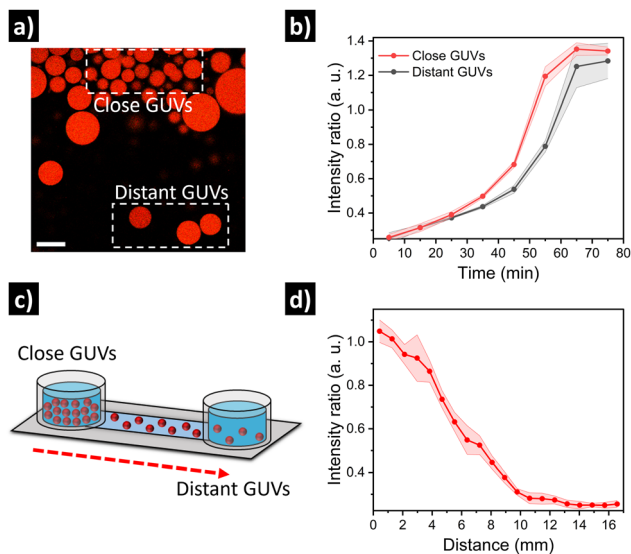 a)
Close GUVs
Distant GUVs
b)
Close GUVs
Distant GUVs
Intensity ratio (a. u.)
1.4
1.2
1.0
0.8
0.6
0.4
0 10 20 30 40 50 60 70 80
Time (min)
c)
Close GUVs
Distant GUVs
d)
Intensity ratio (a. u.)
1.0
0.8
0.6
0.4
0 2 4 6 8 10 12 14 16
Distance (mm)